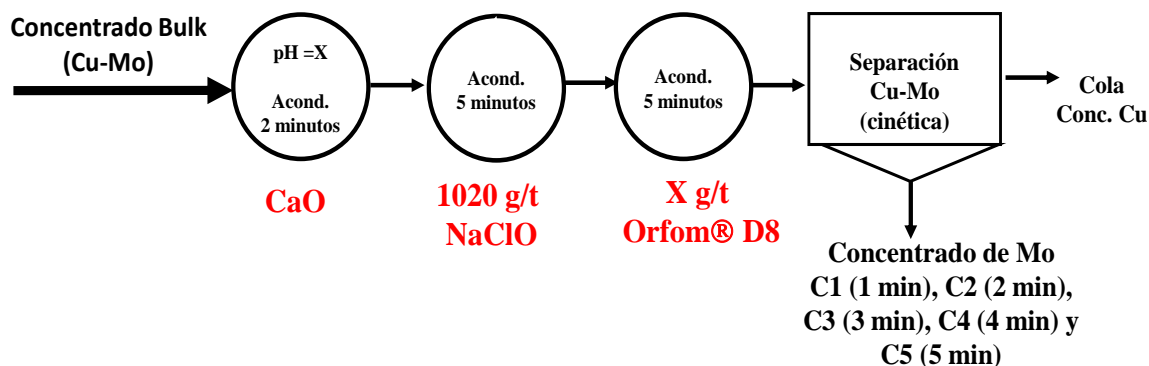 Concentrado Bulk
(Cu-Mo)
pH =X
Acond.
2 minutos
CaO
Acond.
5 minutos
1020 g/t
NaClO
Acond.
5 minutos
X g/t
Orfom® D8
Separación
Cu-Mo
(cinética)
Cola
Conc. Cu
Concentrado de Mo
C1 (1 min), C2 (2 min),
C3 (3 min), C4 (4 min) y
C5 (5 min)